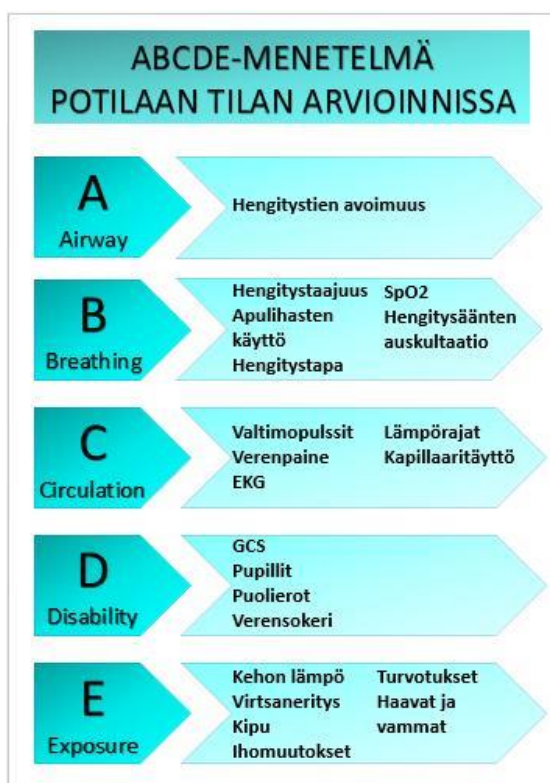 ABCDE-MENETELMÄ
POTILAAN TILAN ARVIOINNISSA
A
Airway
Hengitystien avoimuus
B
Breathing
Hengitystaajuus
Apulihasten
käyttö
Hengitystapa
SpO2
Hengitysäänten
auskultaatio
C
Circulation
Valtimopulssit
Verenpaine
EKG
Lämpörajat
Kapillaaritäyttö
D
Disability
GCS
Pupillit
Puolierot
Verensokeri
E
Exposure
Kehon lämpö
Virtsaneritys
Kipu
Ihomuutokset
Turvotukset
Haavat ja
vammat